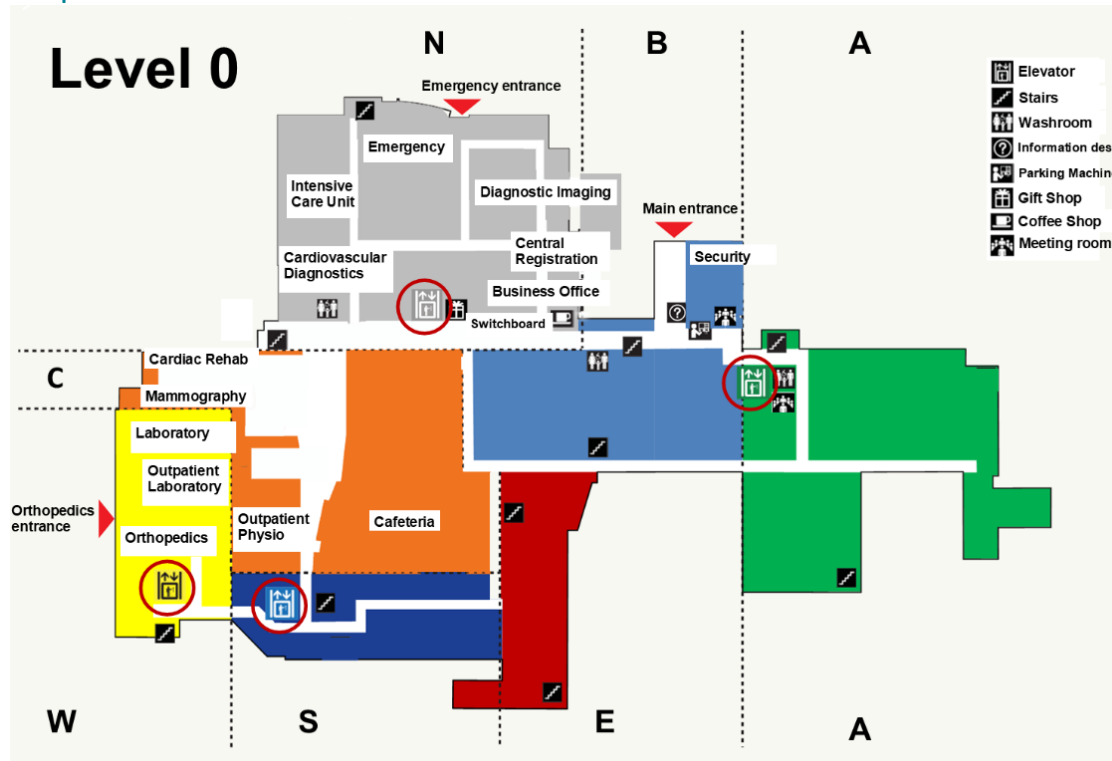 Level 0
N
B
A
Emergency entrance
Elevator
Stairs
Washroom
Information des
Parking Machin
Gift Shop
Coffee Shop
Meeting room
Emergency
Intensive
Care Unit
Diagnostic Imaging
Main entrance
Central
Registration
Security
Cardiovascular
Diagnostics
Business Office
Switchboard
C
Cardiac Rehab
Mammography
Laboratory
Outpatient
Laboratory
Orthopedics
entrance
Outpatient
Physio
Cafeteria
Orthopedics
W
S
E
A